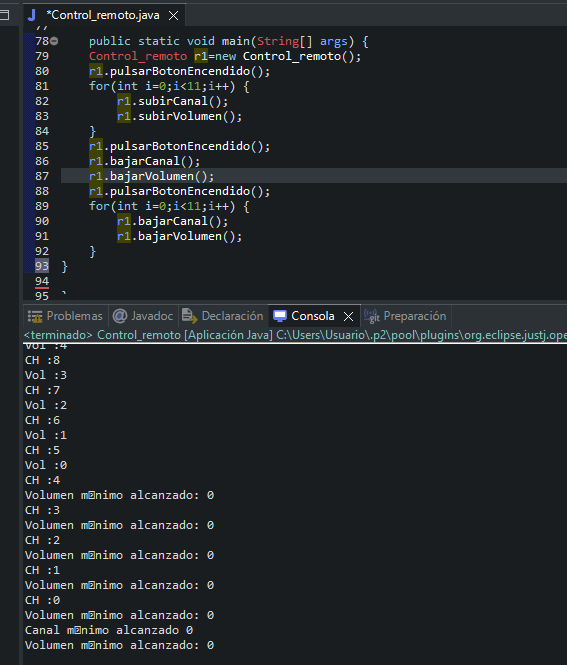 *Control_remoto.java
77
78 public static void main(String[] args) {
79 Control_remoto r1=new Control_remoto();
80 r1.pulsarBotonEncendido();
81 for(int i=0;i<11;i++) {
82 r1.subirCanal();
83 r1.subirVolumen();
84 }
85 r1.pulsarBotonEncendido();
86 r1.bajarCanal();
87 r1.bajarVolumen();
88 r1.pulsarBotonEncendido();
89 for(int i=0;i<11;i++) {
90 r1.bajarCanal();
91 r1.bajarVolumen();
92 }
93 }
94
95 }
Problemas Javadoc Declaración Consola Preparación
<terminado> Control_remoto [Aplicación Java] C:\Users\Usuario\.p2\pool\plugins\org.eclipse.justj.ope
Vol :4
CH :8
Vol :3
CH :7
Vol :2
CH :6
Vol :1
CH :5
Vol :0
CH :4
Volumen m�nimo alcanzado: 0
CH :3
Volumen m�nimo alcanzado: 0
CH :2
Volumen m�nimo alcanzado: 0
CH :1
Volumen m�nimo alcanzado: 0
CH :0
Volumen m�nimo alcanzado: 0
Canal m�nimo alcanzado 0
Volumen m�nimo alcanzado: 0